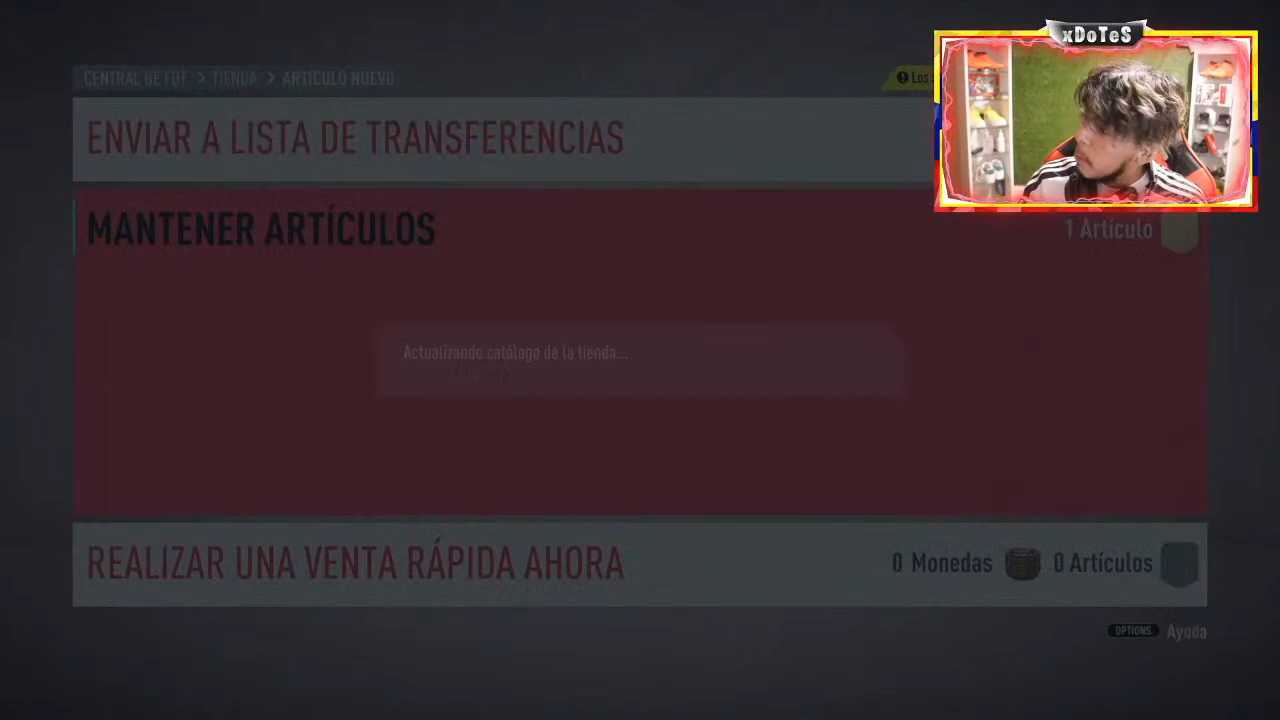 xDoTeS
CENTRAL DE FUT > TIENDA > ARTÍCULO NUEVO
Los
ENVIAR A LISTA DE TRANSFERENCIAS
MANTENER ARTÍCULOS
1 Artículo
Actualizando catálogo de la tienda...
REALIZAR UNA VENTA RÁPIDA AHORA
0 Monedas 0 Artículos
OPTIONS Ayuda